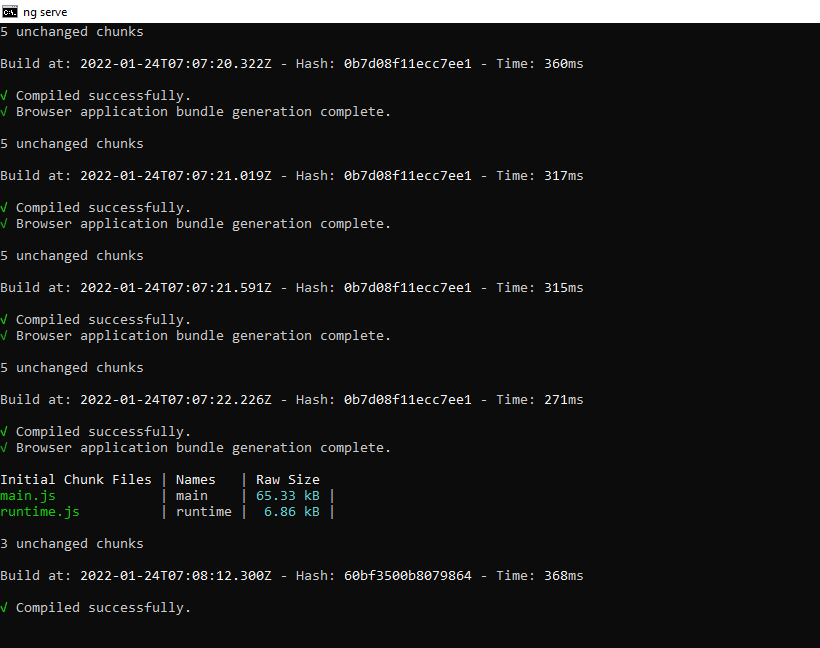 ng serve
5 unchanged chunks
Build at: 2022-01-24T07:07:20.322Z - Hash: 0b7d08f11ecc7ee1 - Time: 360ms
√ Compiled successfully.
√ Browser application bundle generation complete.
5 unchanged chunks
Build at: 2022-01-24T07:07:21.019Z - Hash: 0b7d08f11ecc7ee1 - Time: 317ms
√ Compiled successfully.
√ Browser application bundle generation complete.
5 unchanged chunks
Build at: 2022-01-24T07:07:21.591Z - Hash: 0b7d08f11ecc7ee1 - Time: 315ms
√ Compiled successfully.
√ Browser application bundle generation complete.
5 unchanged chunks
Build at: 2022-01-24T07:07:22.226Z - Hash: 0b7d08f11ecc7ee1 - Time: 271ms
√ Compiled successfully.
√ Browser application bundle generation complete.
Initial Chunk Files | Names   | Raw Size
main.js             | main    | 65.33 kB |
runtime.js          | runtime |  6.86 kB |
3 unchanged chunks
Build at: 2022-01-24T07:08:12.300Z - Hash: 60bf3500b8079864 - Time: 368ms
√ Compiled successfully.